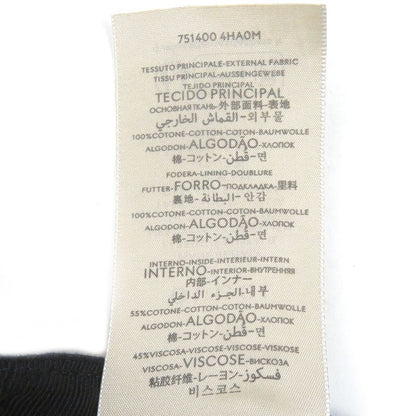 751400 4HA0M
TESSUTO PRINCIPALE-EXTERNAL FABRIC
TISSU PRINCIPAL-AUSSENGEWEBE
TEJIDO PRINCIPAL
TECIDO PRINCIPAL
ОСНОВНАЯ ТКАНЬ-外部面料-表地
القماش الخارجي-외부물
100%COTONE-COTTON-COTON-BAUMWOLLE
ALGODON-ALGODÃO-ХЛОПОК
棉-コットン-قطن-면
FODERA-LINING-DOUBLURE
FUTTER-FORRO-ПОДКЛАДКА-里料
裏地-البطانة-안감
100%COTONE-COTTON-COTON-BAUMWOLLE
ALGODON-ALGODÃO-ХЛОПОК
棉-コットン-قطن-면
INTERNO-INSIDE-INTERIEUR-INTERN
INTERNO-INTERIOR-ВНУТРЕННЯЯ
内部-インナー
الجزء الداخلي-내부
55%COTONE-COTTON-COTON-BAUMWOLLE
ALGODON-ALGODÃO-ХЛОПОК
棉-コットン-قطن-면
45%VISCOSA-VISCOSE-VISCOSE-VISKOSE
VISCOSA-VISCOSE-ВИСКОЗА
粘胶纤维-レーヨン-فسكوز
비스코스